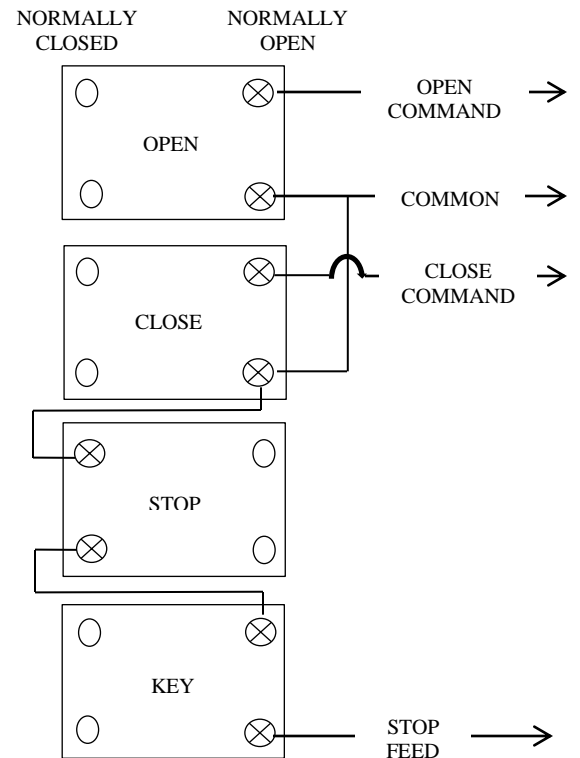 NORMALLY
CLOSED
NORMALLY
OPEN
OPEN
OPEN
COMMAND
COMMON
CLOSE
CLOSE
COMMAND
STOP
KEY
STOP
FEED